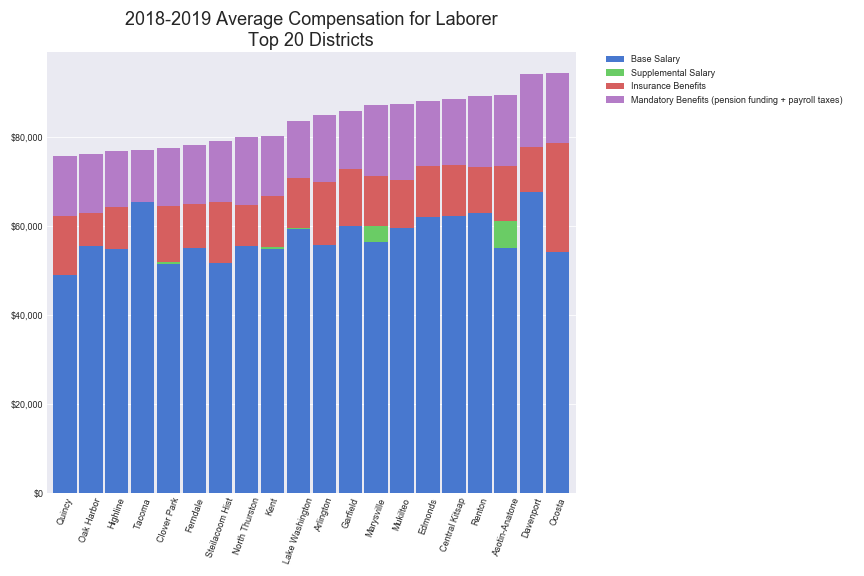 2018-2019 Average Compensation for Laborer
Top 20 Districts
Base Salary
Supplemental Salary
Insurance Benefits
Mandatory Benefits (pension funding + payroll taxes)
$80,000
$60,000
$40,000
$20,000
$0
Quincy
Oak Harbor
Highline
Tacoma
Clover Park
Ferndale
Steilacoom Hist
North Thurston
Kent
Lake Washington
Arlington
Garfield
Marysville
Mukilteo
Edmonds
Central Kitsap
Renton
Asotin-Anatone
Davenport
Ocosta